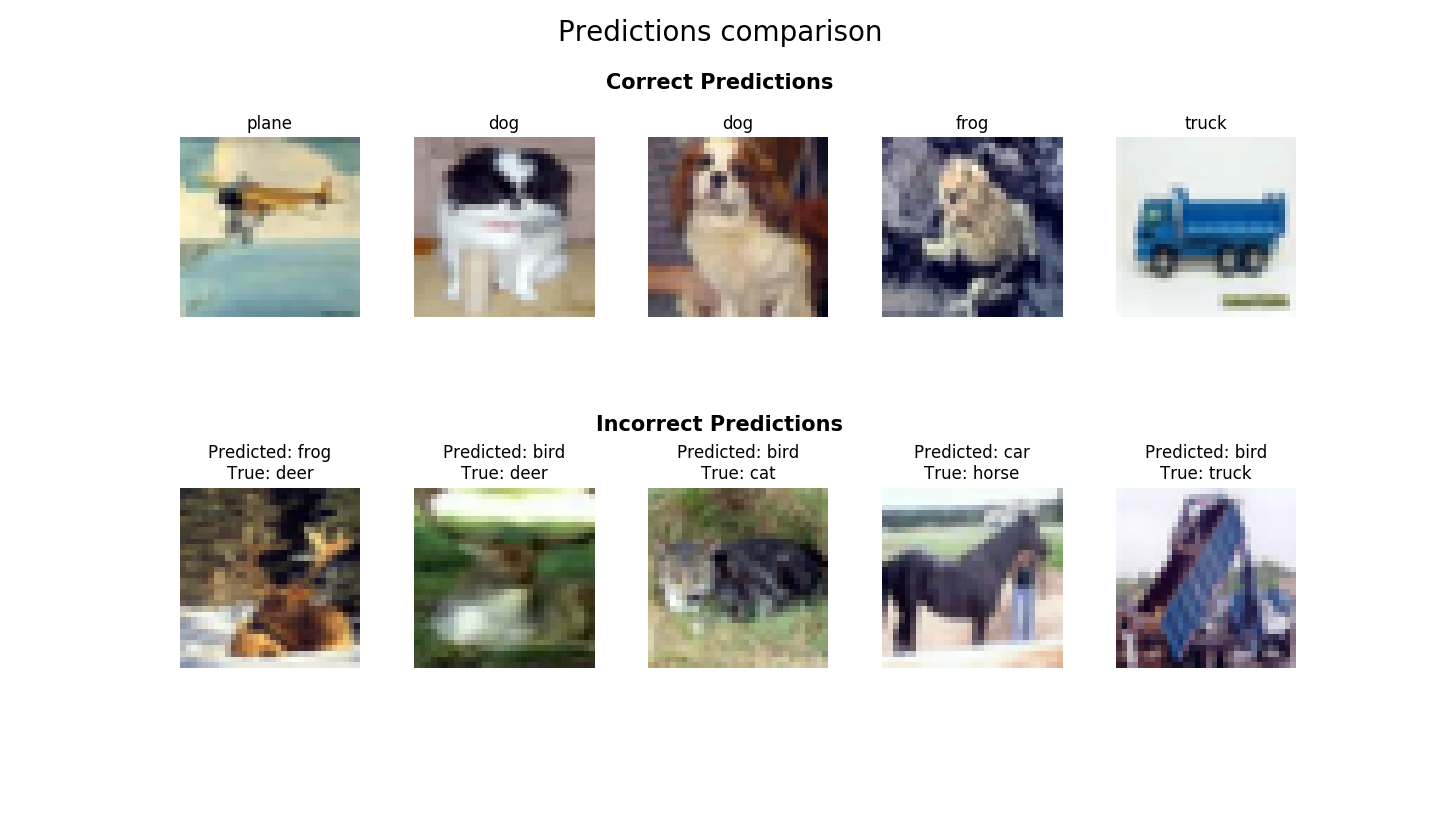 Predictions comparison
Correct Predictions
plane
dog
dog
frog
truck
Incorrect Predictions
Predicted: frog
True: deer
Predicted: bird
True: deer
Predicted: bird
True: cat
Predicted: car
True: horse
Predicted: bird
True: truck